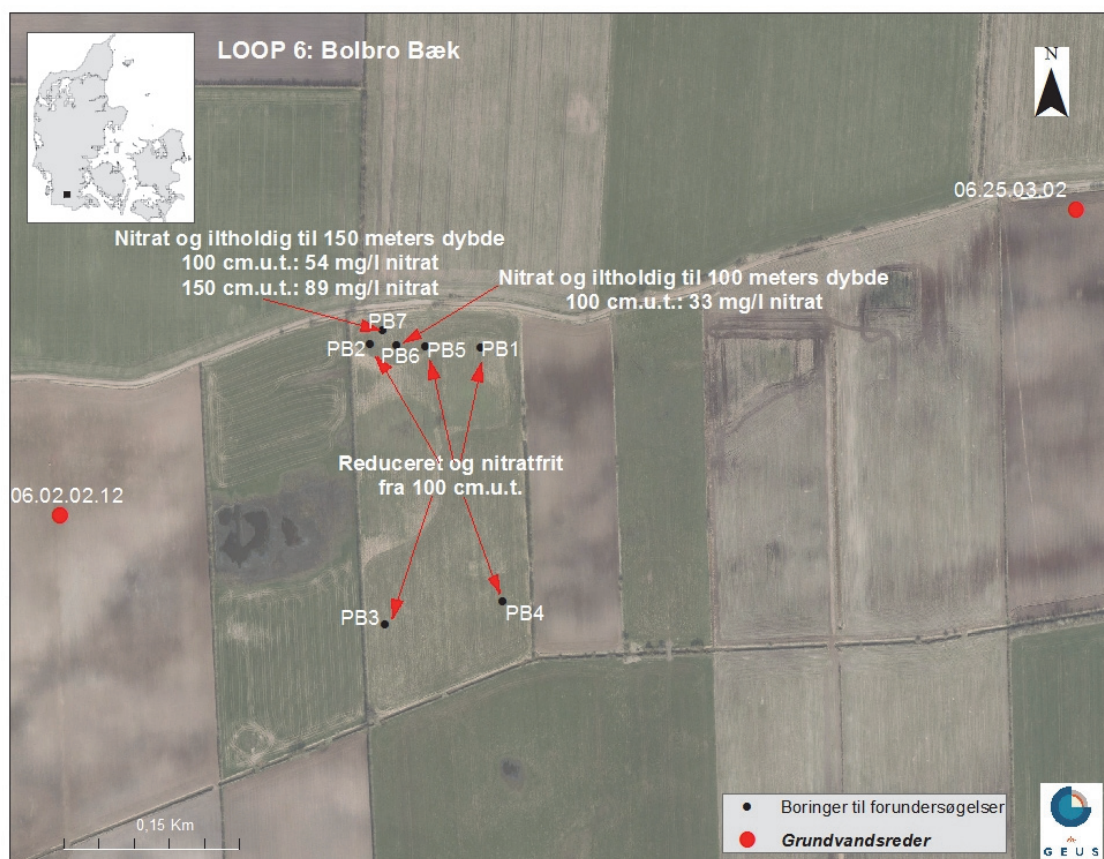 LOOP 6: Bolbro Bæk
N
06.25.03.02
Nitrat og iltholdig til 150 meters dybde
100 cm.u.t.: 54 mg/l nitrat
150 cm.u.t.: 89 mg/l nitrat
Nitrat og iltholdig til 100 meters dybde
100 cm.u.t.: 33 mg/l nitrat
PB7
PB2
PB6
PB5
PB1
Reduceret og nitratfrit
fra 100 cm.u.t.
06.02.02.12
PB3
PB4
0,15 Km
Boringer til forundersøgelser
Grundvandsreder
G E U S